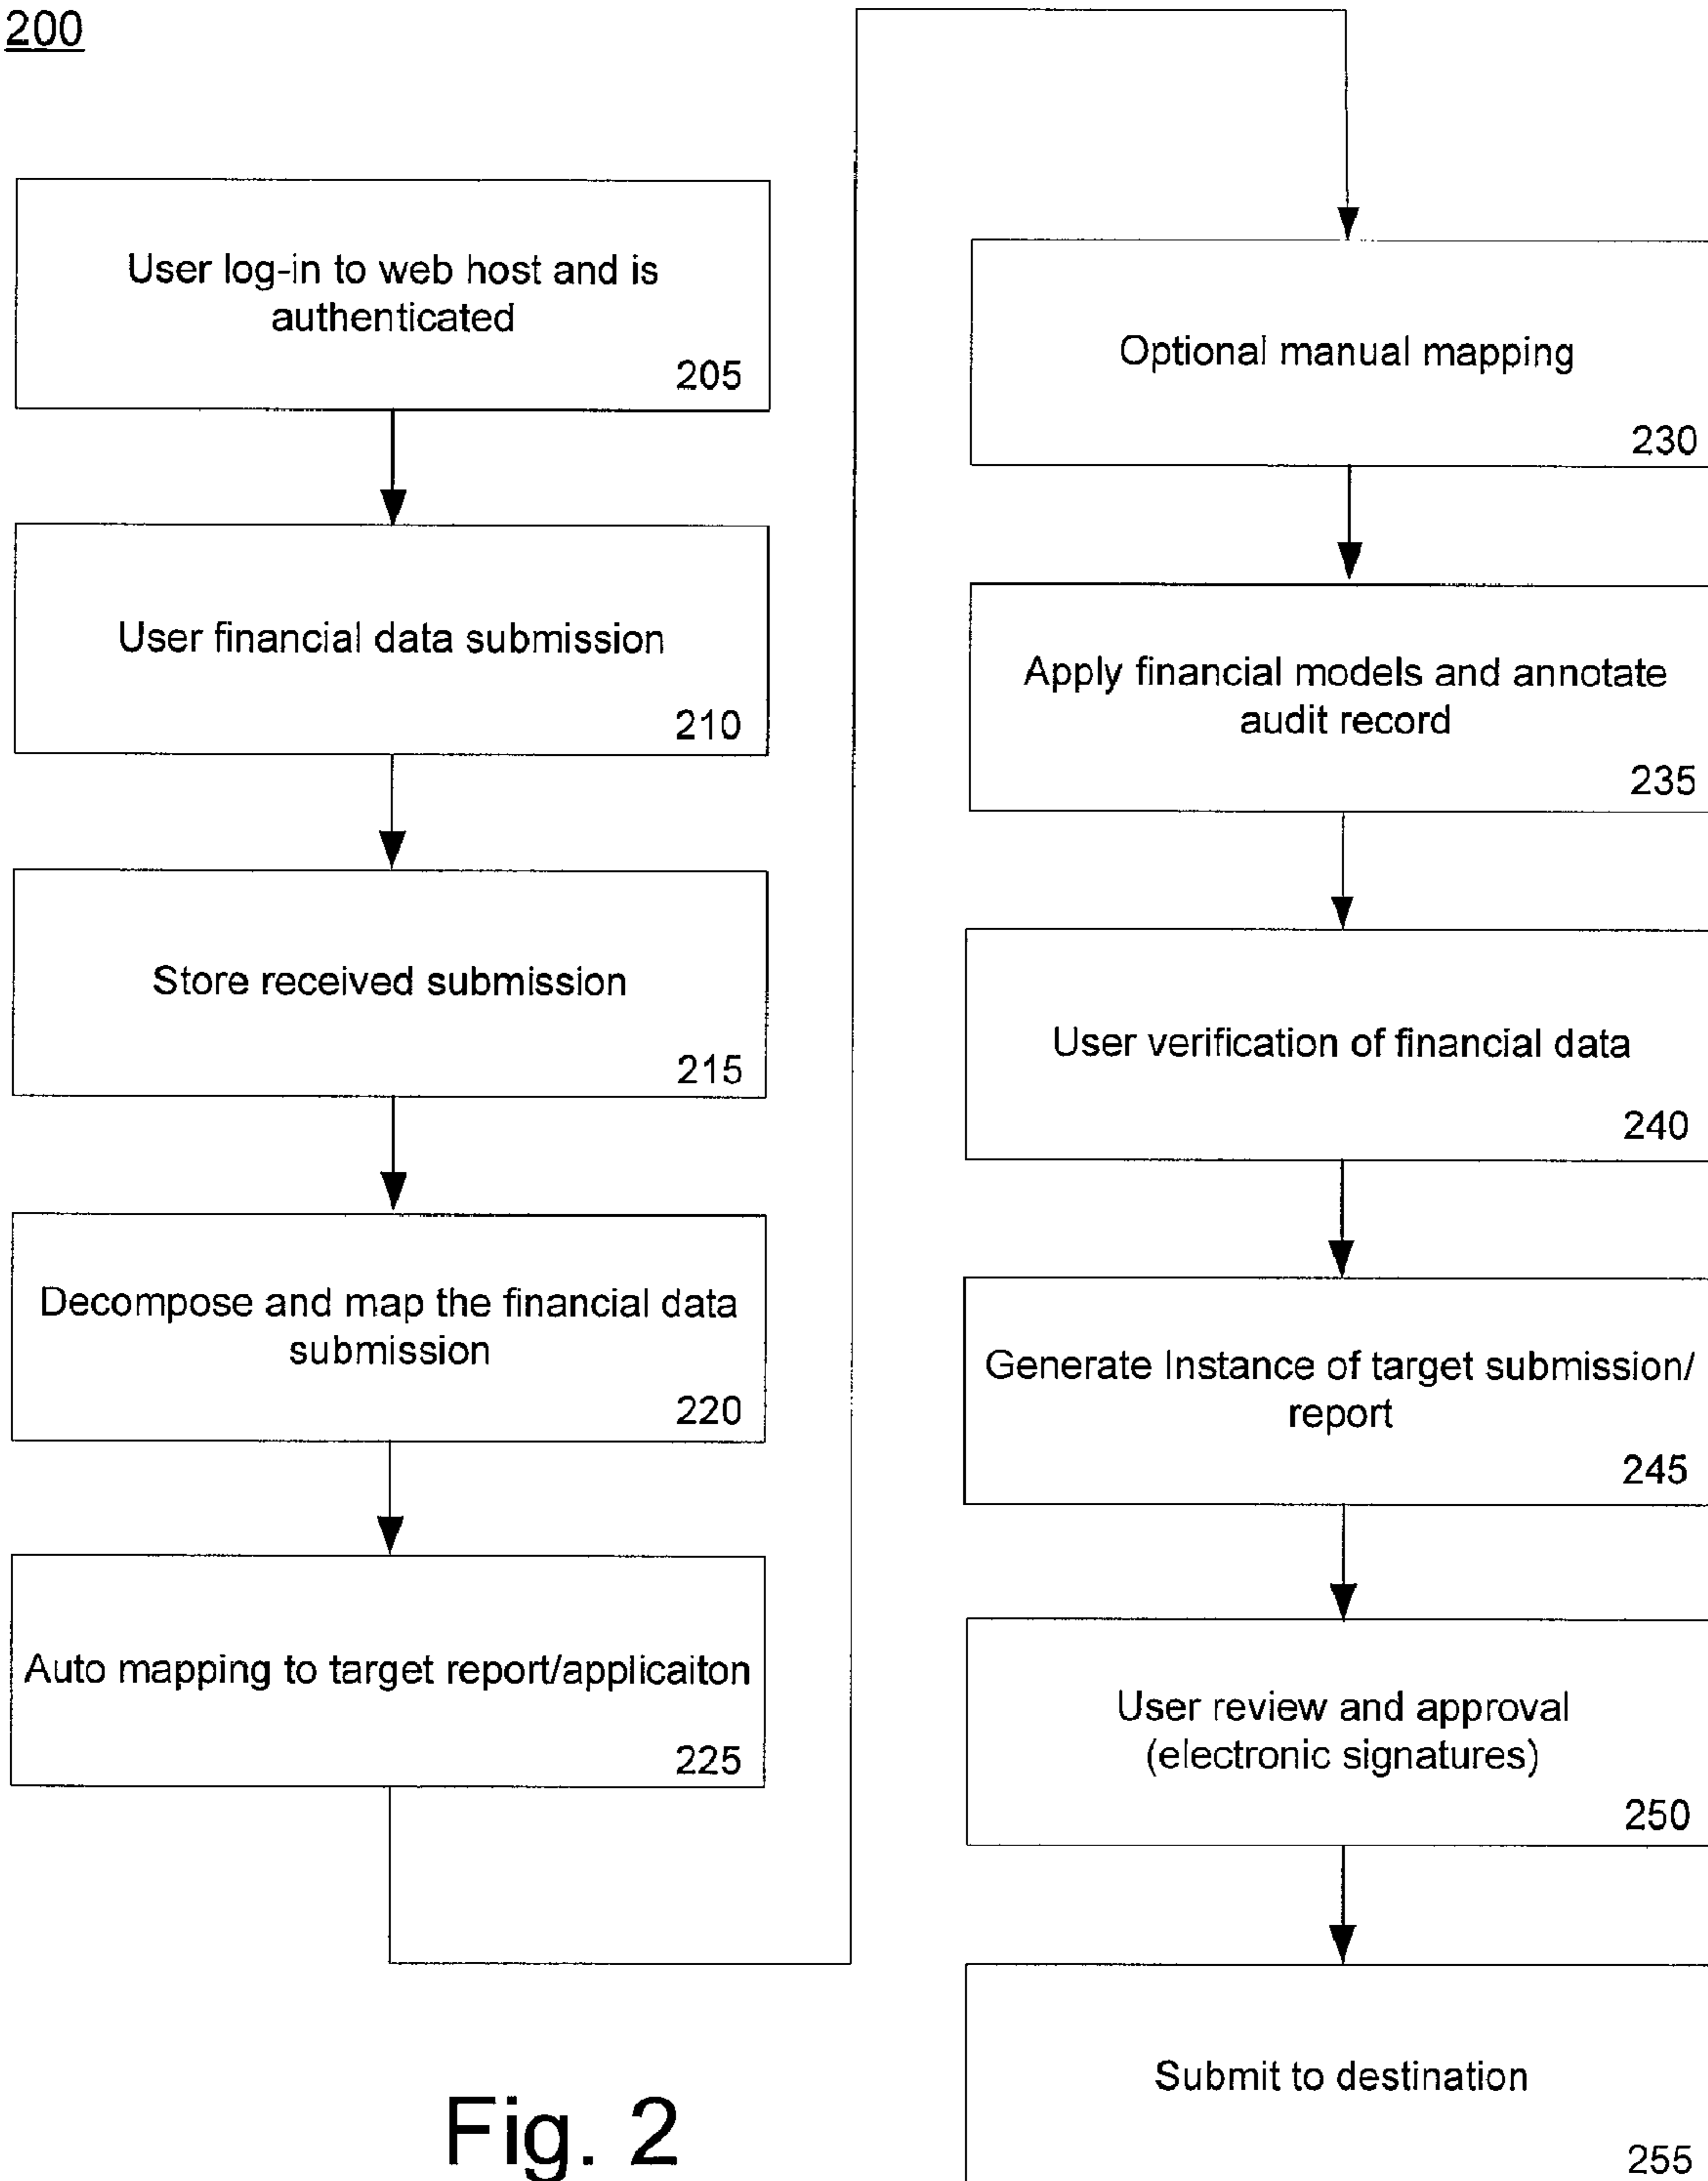 200
User log-in to web host and is
authenticated
205
User financial data submission
210
Store received submission
215
Decompose and map the financial data
submission
220
Auto mapping to target report/applicaiton
225
Optional manual mapping
230
Apply financial models and annotate
audit record
235
User verification of financial data
240
Generate Instance of target submission/
report
245
User review and approval
(electronic signatures)
250
Submit to destination
255
Fig. 2